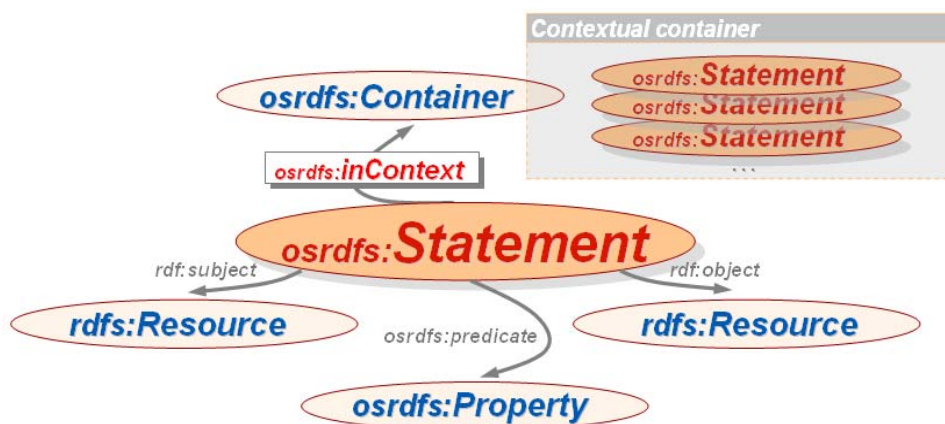 Contextual container
osrdfs:Statement
osrdfs:Statement
osrdfs:Statement
...
osrdfs:Container
osrdfs:inContext
osrdfs:Statement
rdf:subject
rdf:object
rdfs:Resource
rdfs:Resource
osrdfs:predicate
osrdfs:Property